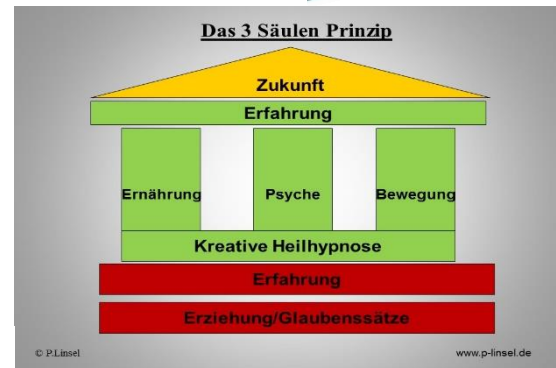 Das 3 Säulen Prinzip
Zukunft
Erfahrung
Ernährung Psyche Bewegung
Kreative Heilhypnose
Erfahrung
Erziehung/Glaubenssätze
© P.Linsel www.p-linsel.de